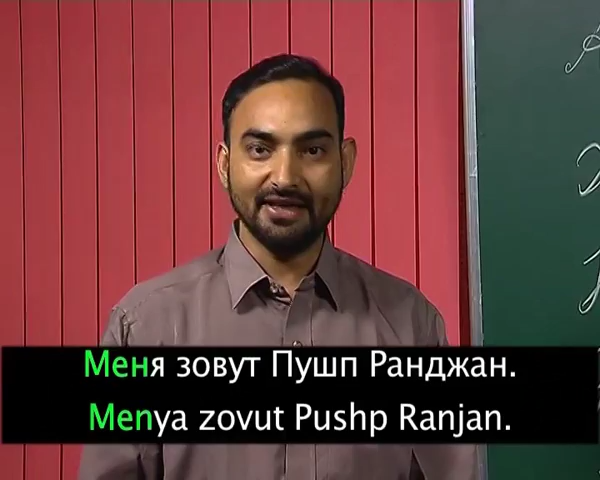 Меня зовут Пушп Ранджан.
Menya zovut Pushp Ranjan.